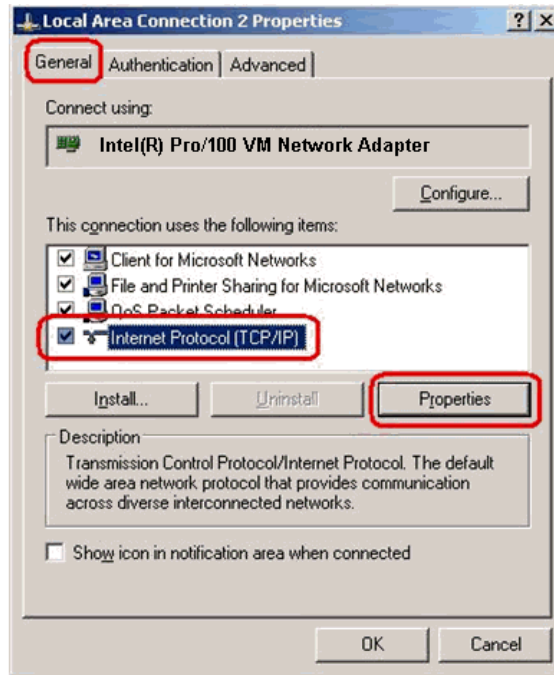 Local Area Connection 2 Properties
General Authentication Advanced
Connect using:
Intel(R) Pro/100 VM Network Adapter
Configure...
This connection uses the following items:
Client for Microsoft Networks
File and Printer Sharing for Microsoft Networks
QoS Packet Scheduler
Internet Protocol (TCP/IP)
Install... Uninstall Properties
Description
Transmission Control Protocol/Internet Protocol. The default
wide area network protocol that provides communication
across diverse interconnected networks.
Show icon in notification area when connected
OK Cancel